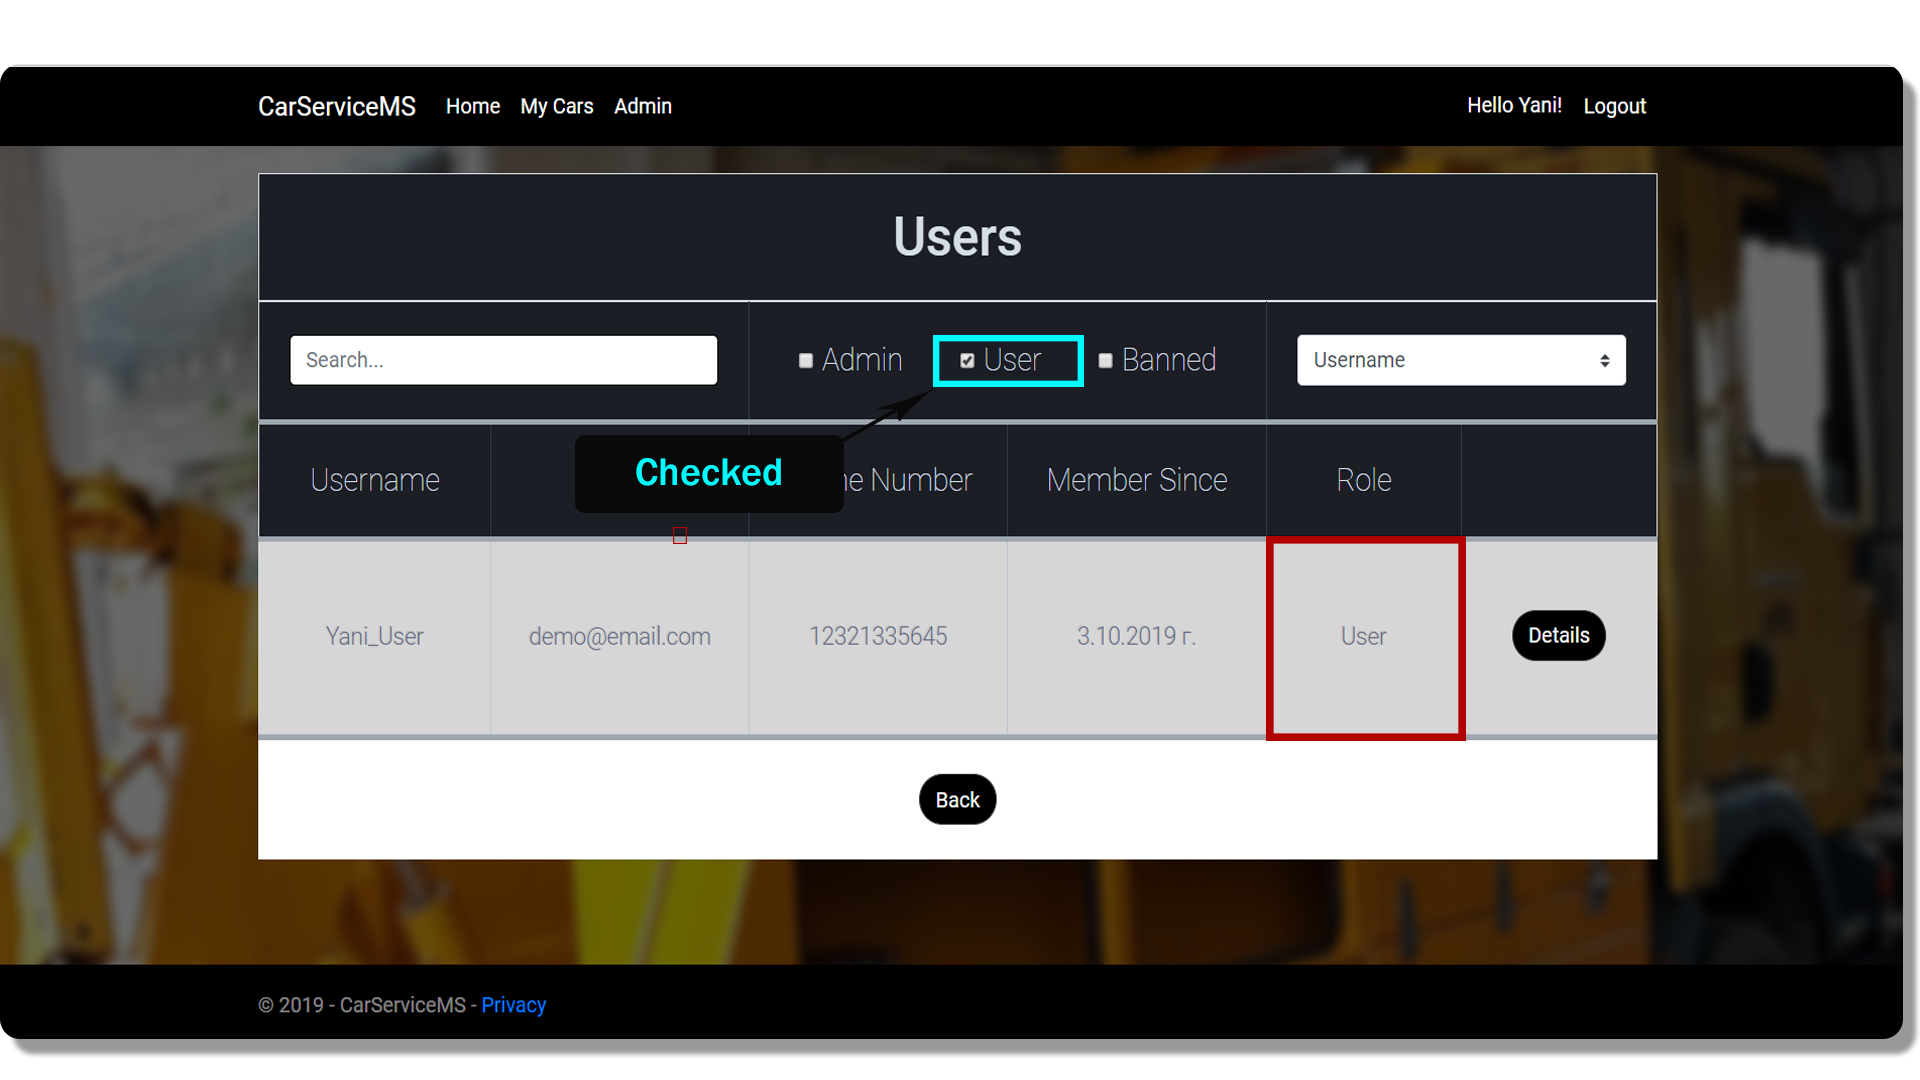 CarServiceMS Home My Cars Admin Hello Yani! Logout
Users
Search... Admin User Banned Username
Checked
Username Number Member Since Role
Yani_User demo@email.com 12321335645 3.10.2019 г. User Details
Back
© 2019 - CarServiceMS - Privacy